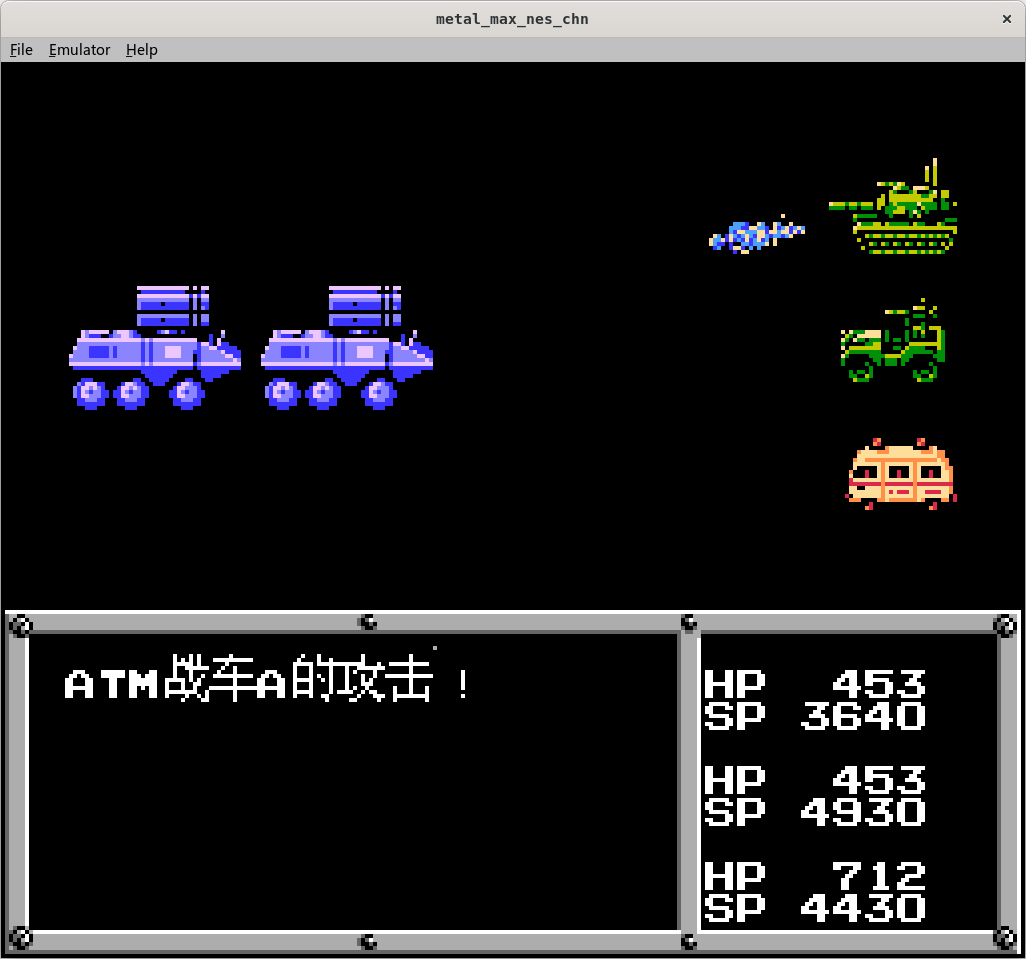 metal_max_nes_chn
×
File Emulator Help
ATM战车A的攻击！
HP 453
SP 3640
HP 453
SP 4930
HP 712
SP 4430